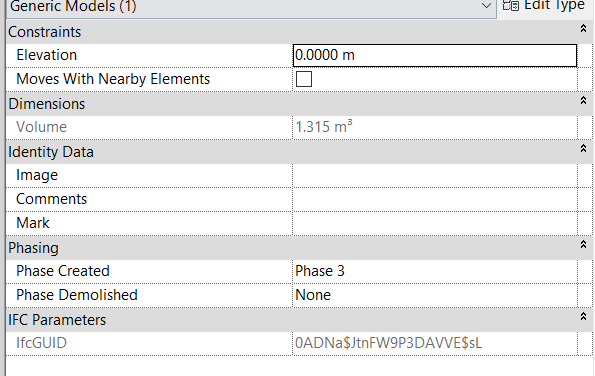 Generic Models (1)
Edit Type
Constraints
Elevation 0.0000 m
Moves With Nearby Elements
Dimensions
Volume 1.315 m³
Identity Data
Image
Comments
Mark
Phasing
Phase Created Phase 3
Phase Demolished None
IFC Parameters
IfcGUID 0ADNa$JtnFW9P3DAVVE$sL